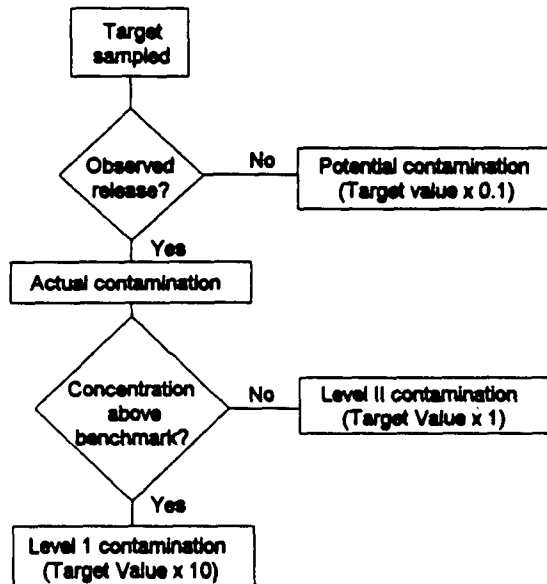 Target
sampled
Observed
release?
No
Potential contamination
(Target value x 0.1)
Yes
Actual contamination
Concentration
above
benchmark?
No
Level II contamination
(Target Value x 1)
Yes
Level 1 contamination
(Target Value x 10)